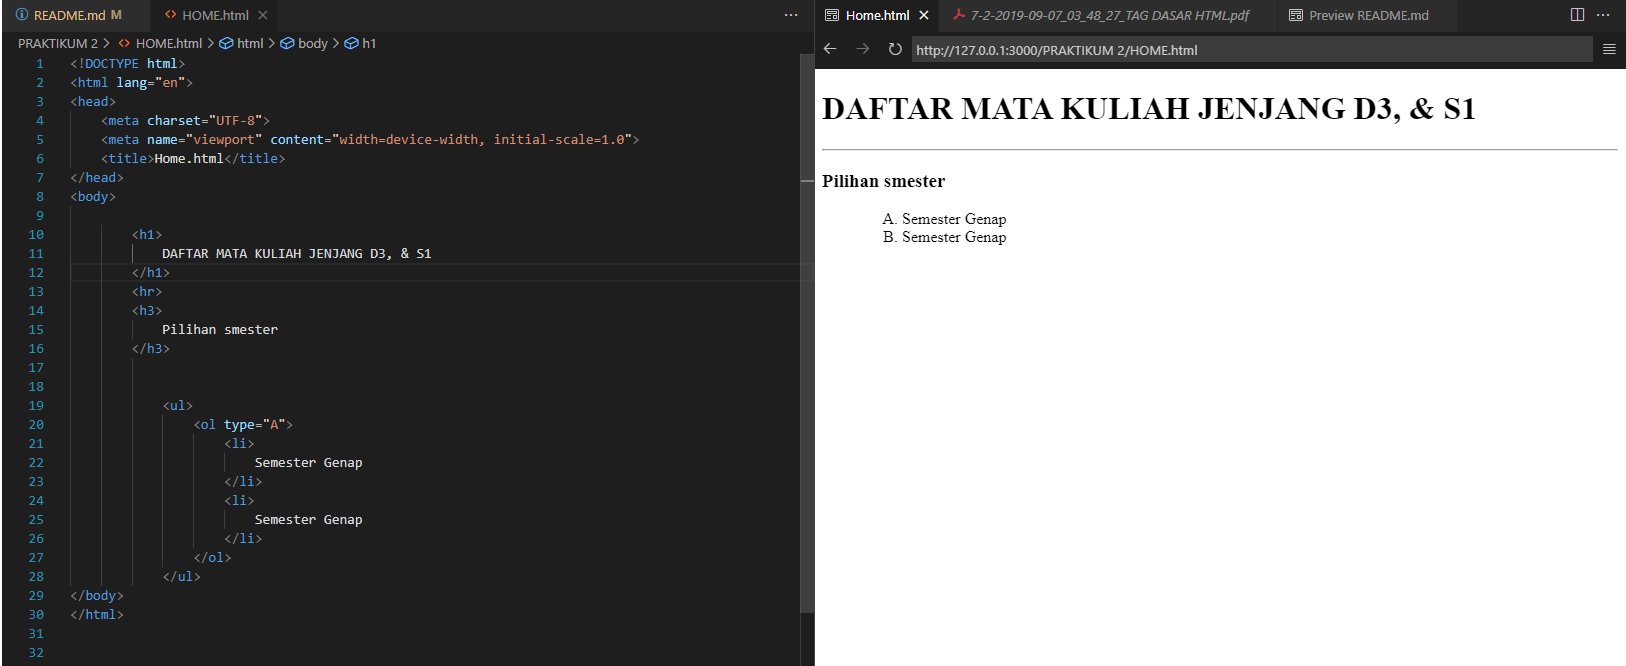 README.md M HOME.html
PRAKTIKUM 2 > <> HOME.html > html > body > h1
1 <!DOCTYPE html>
2 <html lang="en">
3 <head>
4 <meta charset="UTF-8">
5 <meta name="viewport" content="width=device-width, initial-scale=1.0">
6 <title>Home.html</title>
7 </head>
8 <body>
9
10 <h1>
11 DAFTAR MATA KULIAH JENJANG D3, & S1
12 </h1>
13 <hr>
14 <h3>
15 Pilihan smester
16 </h3>
17
18
19 <ul>
20 <ol type="A">
21 <li>
22 Semester Genap
23 </li>
24 <li>
25 Semester Genap
26 </li>
27 </ol>
28 </ul>
29 </body>
30 </html>
31
32
Home.html 7-2-2019-09-07_03_48_27_TAG DASAR HTML.pdf Preview README.md
http://127.0.0.1:3000/PRAKTIKUM 2/HOME.html
DAFTAR MATA KULIAH JENJANG D3, & S1
Pilihan smester
A. Semester Genap
B. Semester Genap